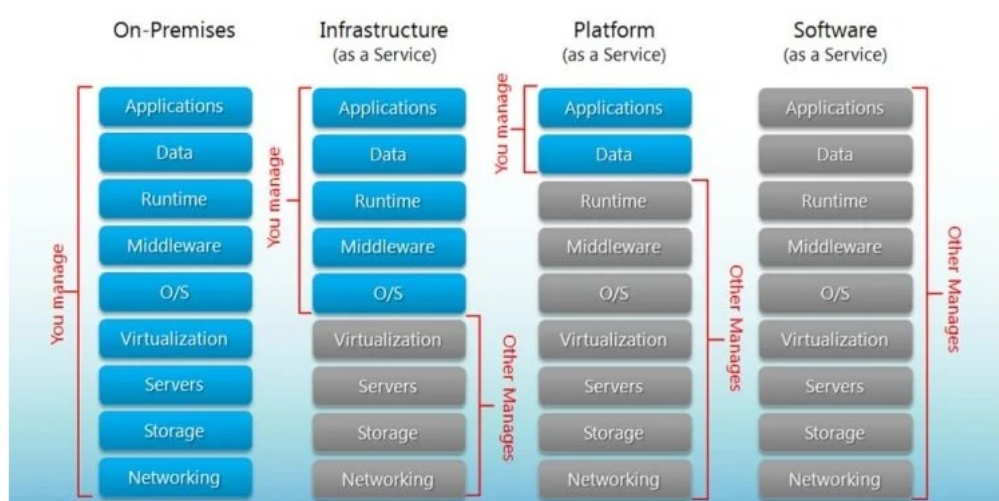 On-Premises
Infrastructure
(as a Service)
Platform
(as a Service)
Software
(as a Service)
You manage
Applications
Data
Runtime
Middleware
O/S
Virtualization
Servers
Storage
Networking
You manage
Applications
Data
Runtime
Middleware
O/S
Virtualization
Servers
Storage
Networking
Other Manages
You manage
Applications
Data
Runtime
Middleware
O/S
Virtualization
Servers
Storage
Networking
Other Manages
Applications
Data
Runtime
Middleware
O/S
Virtualization
Servers
Storage
Networking
Other Manages